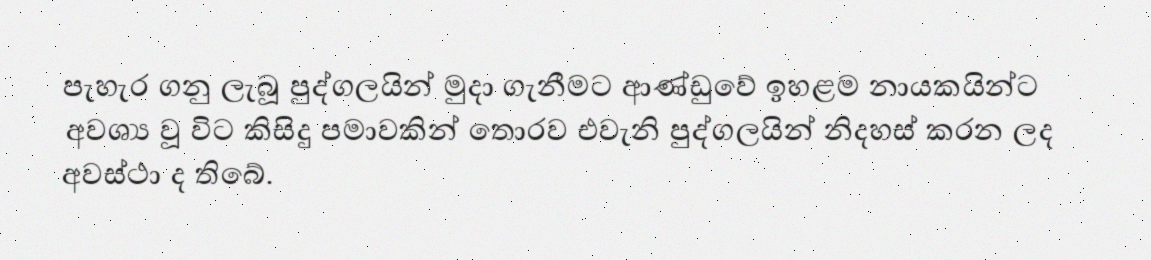 පැහැර ගනු ලැබූ පුද්ගලයින් මුදා ගැනීමට ආණ්ඩුවේ ඉහළම නායකයින්ට
අවශ්‍ය වූ විට කිසිදු පමාවකින් තොරව එවැනි පුද්ගලයින් නිදහස් කරන ලද
අවස්ථා ද තිබේ.